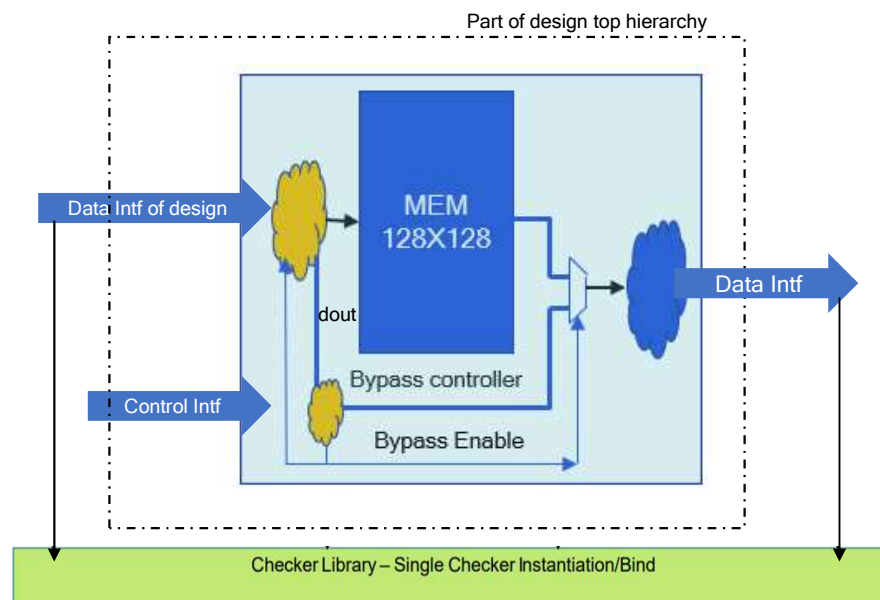 Part of design top hierarchy
Data Intf of design
MEM
128X128
Data Intf
dout
Bypass controller
Control Intf
Bypass Enable
Checker Library – Single Checker Instantiation/Bind